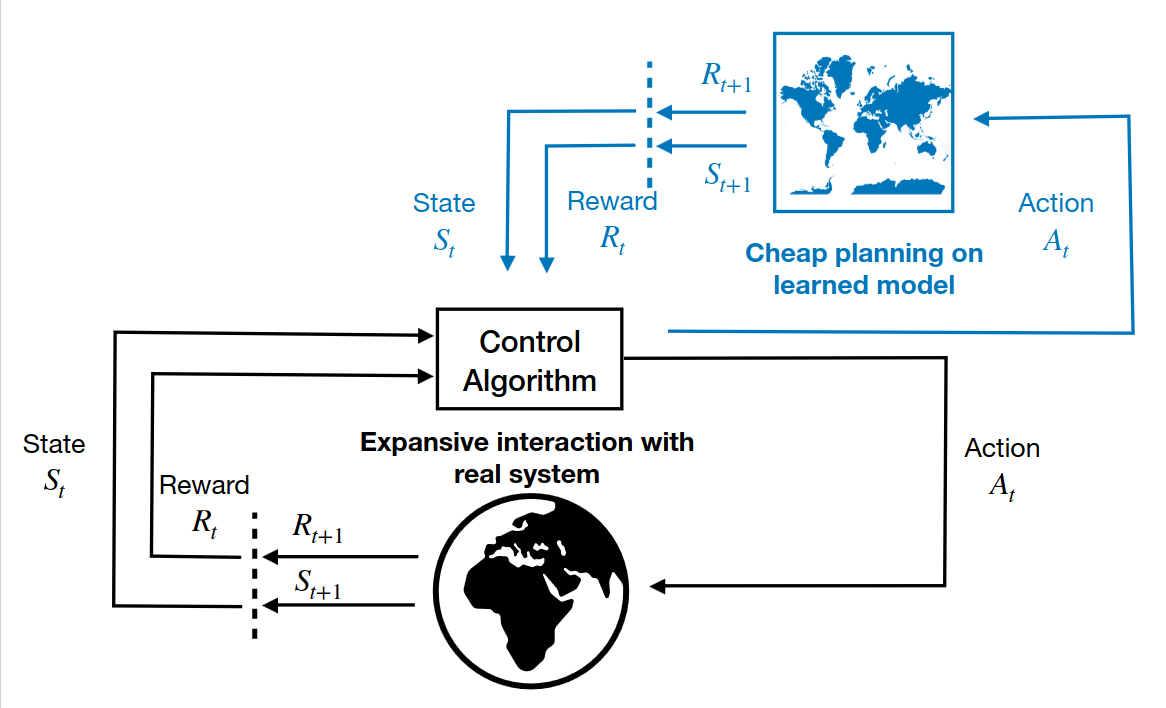 R_{t+1}
S_{t+1}
State
S_t
Reward
R_t
Action
A_t
Cheap planning on
learned model
Control
Algorithm
Expansive interaction with
real system
State
S_t
Reward
R_t
R_{t+1}
S_{t+1}
Action
A_t